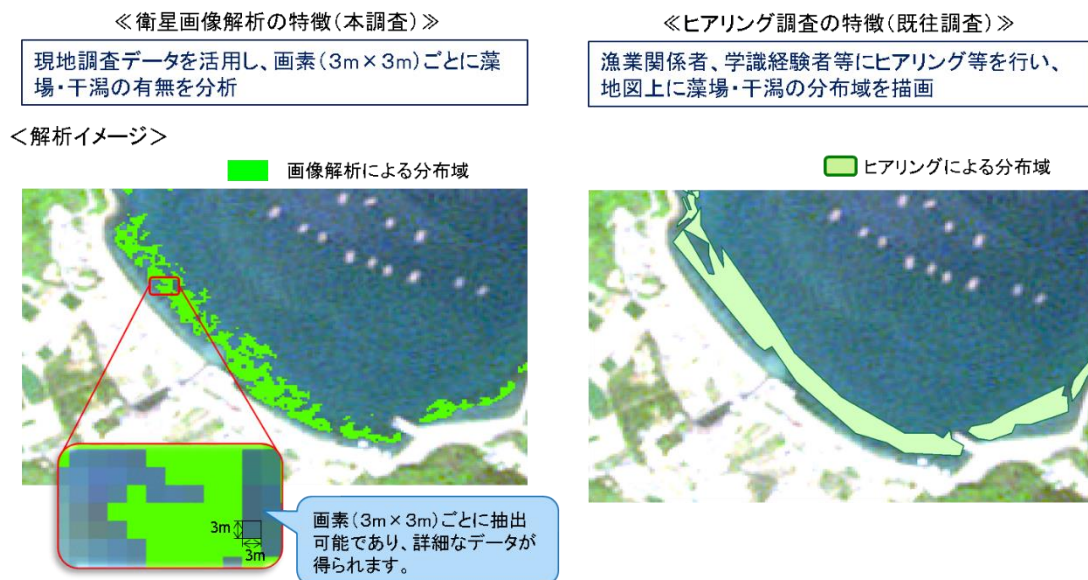 ≪衛星画像解析の特徴(本調査)≫
現地調査データを活用し、画素(3m×3m)ごとに藻
場・干潟の有無を分析
＜解析イメージ＞
画像解析による分布域
3m
3m
画素(3m×3m)ごとに抽出
可能であり、詳細なデータが
得られます。
≪ヒアリング調査の特徴(既往調査)≫
漁業関係者、学識経験者等にヒアリング等を行い、
地図上に藻場・干潟の分布域を描画
ヒアリングによる分布域